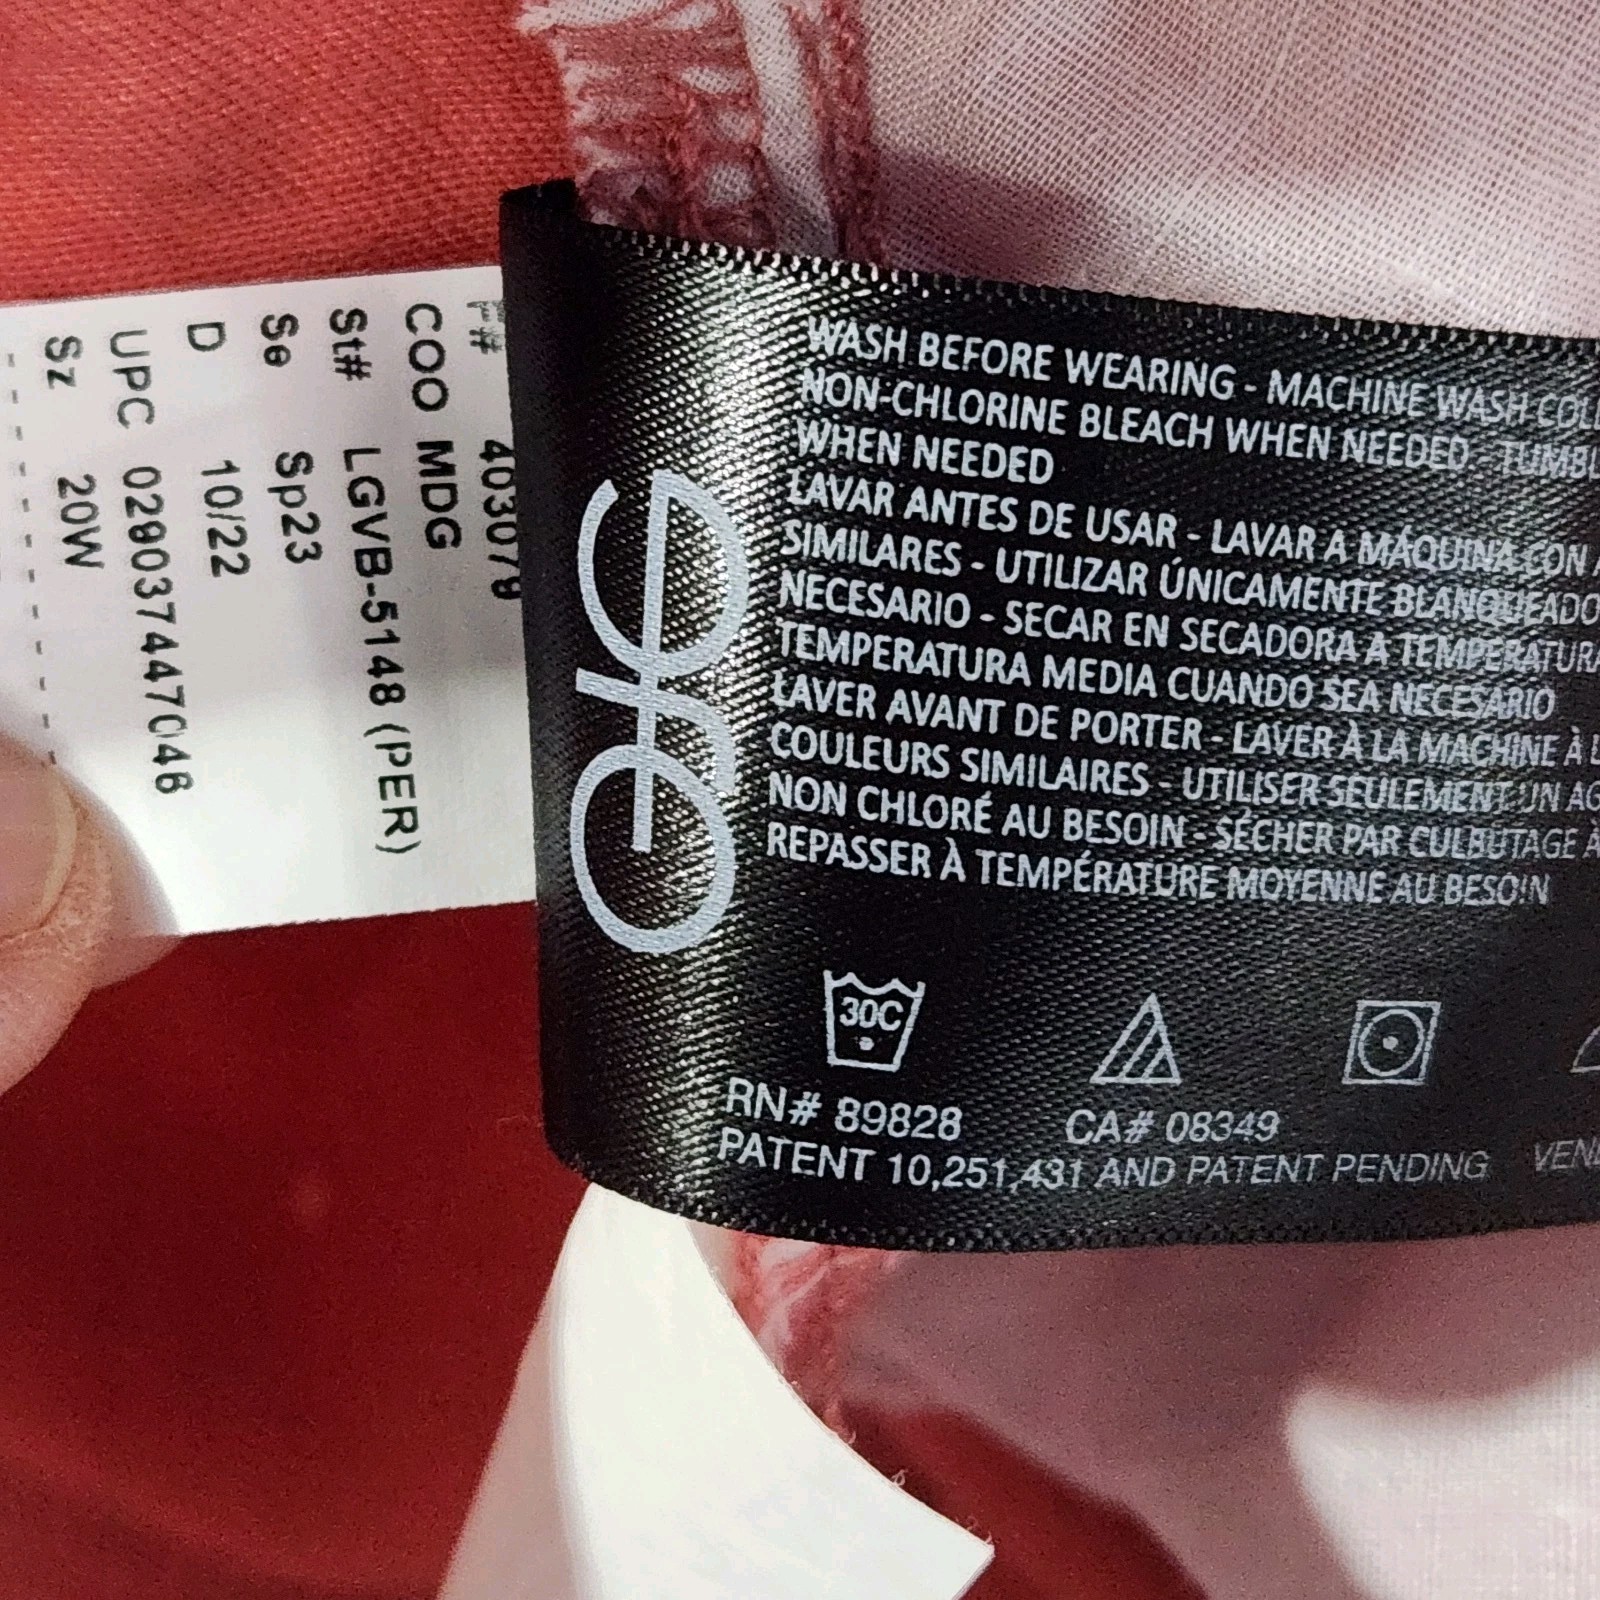 F# 403079
COO MDG
St# LGVB-5148 (PER)
Se Sp23
D 10/22
UPC 029037447046
Sz 20W
WASH BEFORE WEARING - MACHINE WASH
NON-CHLORINE BLEACH WHEN NEEDED -
WHEN NEEDED
LAVAR ANTES DE USAR - LAVAR A MÁQUINA CON
SIMILARES - UTILIZAR ÚNICAMENTE
NECESARIO - SECAR EN SECADORA A
TEMPERATURA MEDIA CUANDO SEA NECESARIO
LAVER AVANT DE PORTER - LAVER À LA MACHINE À
COULEURS SIMILAIRES - UTILISER SEULEMENT UN
NON CHLORÉ AU BESOIN - SÉCHER PAR CULBUTAGE À
REPASSER À TEMPÉRATURE MOYENNE AU BESOIN
30C
RN# 89828 CA# 08349
PATENT 10,251,431 AND PATENT PENDING